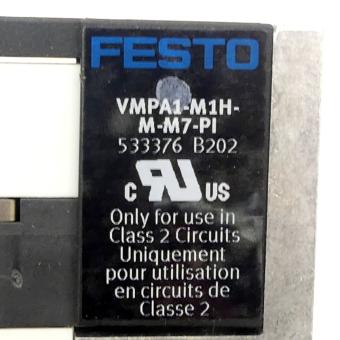 FESTO
VMPA1-M1H-
M-M7-PI
533376 B202
C RU US
Only for use in
Class 2 Circuits
Uniquement
pour utilisation
en circuits de
Classe 2